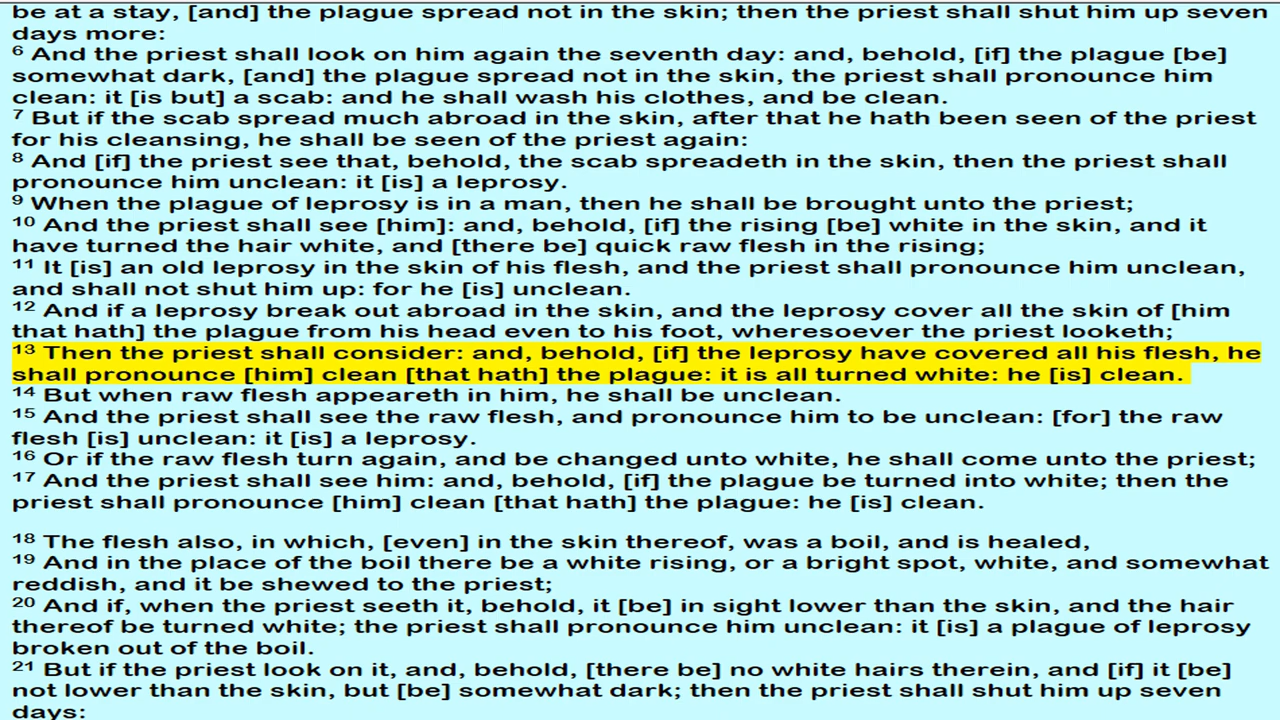 be at a stay, [and] the plague spread not in the skin; then the priest shall shut him up seven
days more:
6 And the priest shall look on him again the seventh day: and, behold, [if] the plague [be]
somewhat dark, [and] the plague spread not in the skin, the priest shall pronounce him
clean: it [is but] a scab: and he shall wash his clothes, and be clean.
7 But if the scab spread much abroad in the skin, after that he hath been seen of the priest
for his cleansing, he shall be seen of the priest again:
8 And [if] the priest see that, behold, the scab spreadeth in the skin, then the priest shall
pronounce him unclean: it [is] a leprosy.
9 When the plague of leprosy is in a man, then he shall be brought unto the priest;
10 And the priest shall see [him]: and, behold, [if] the rising [be] white in the skin, and it
have turned the hair white, and [there be] quick raw flesh in the rising;
11 It [is] an old leprosy in the skin of his flesh, and the priest shall pronounce him unclean,
and shall not shut him up: for he [is] unclean.
12 And if a leprosy break out abroad in the skin, and the leprosy cover all the skin of [him
that hath] the plague from his head even to his foot, wheresoever the priest looketh;
13 Then the priest shall consider: and, behold, [if] the leprosy have covered all his flesh, he
shall pronounce [him] clean [that hath] the plague: it is all turned white: he [is] clean.
14 But when raw flesh appeareth in him, he shall be unclean.
15 And the priest shall see the raw flesh, and pronounce him to be unclean: [for] the raw
flesh [is] unclean: it [is] a leprosy.
16 Or if the raw flesh turn again, and be changed unto white, he shall come unto the priest;
17 And the priest shall see him: and, behold, [if] the plague be turned into white; then the
priest shall pronounce [him] clean [that hath] the plague: he [is] clean.
18 The flesh also, in which, [even] in the skin thereof, was a boil, and is healed,
19 And in the place of the boil there be a white rising, or a bright spot, white, and somewhat
reddish, and it be shewed to the priest;
20 And if, when the priest seeth it, behold, it [be] in sight lower than the skin, and the hair
thereof be turned white; the priest shall pronounce him unclean: it [is] a plague of leprosy
broken out of the boil.
21 But if the priest look on it, and, behold, [there be] no white hairs therein, and [if] it [be]
not lower than the skin, but [be] somewhat dark; then the priest shall shut him up seven
days: